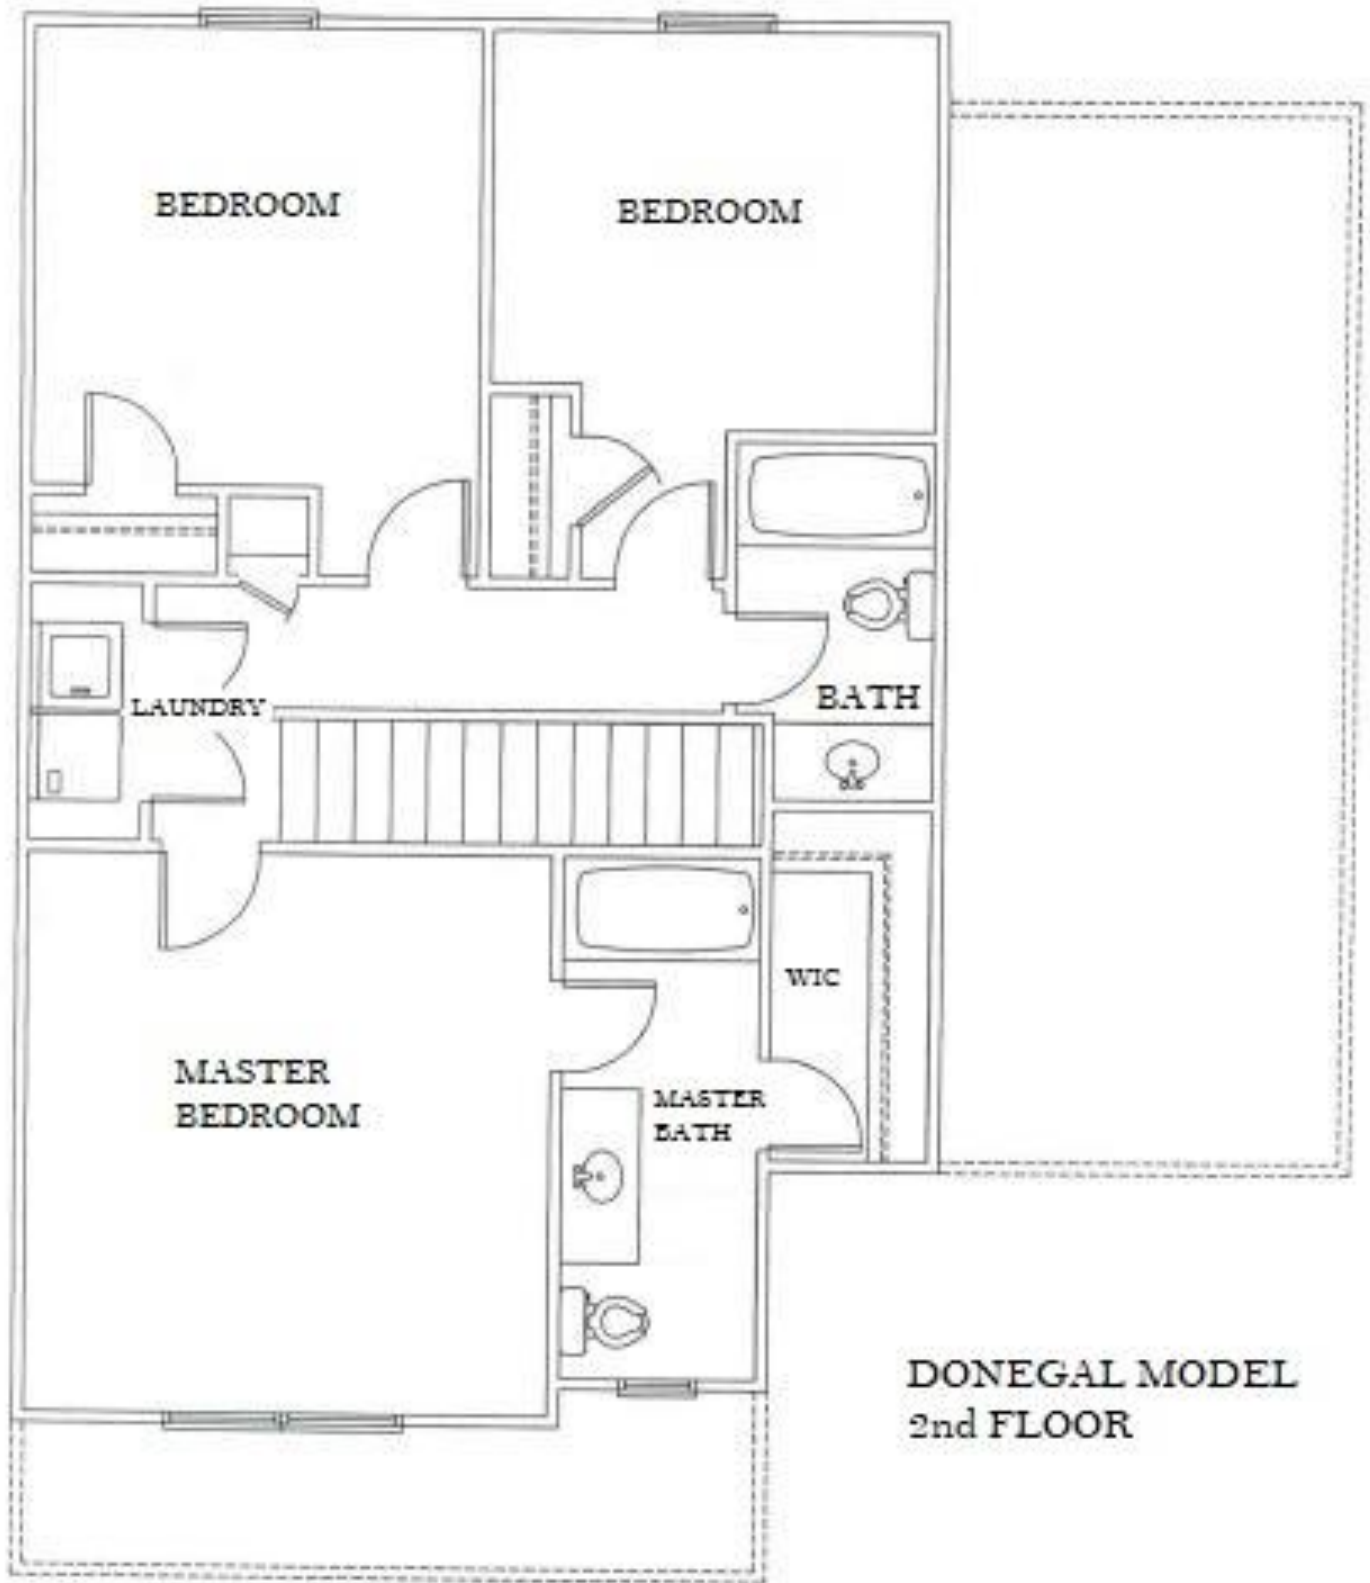 BEDROOM
BEDROOM
LAUNDRY
BATH
WIC
MASTER
BEDROOM
MASTER
BATH
DONEGAL MODEL
2nd FLOOR